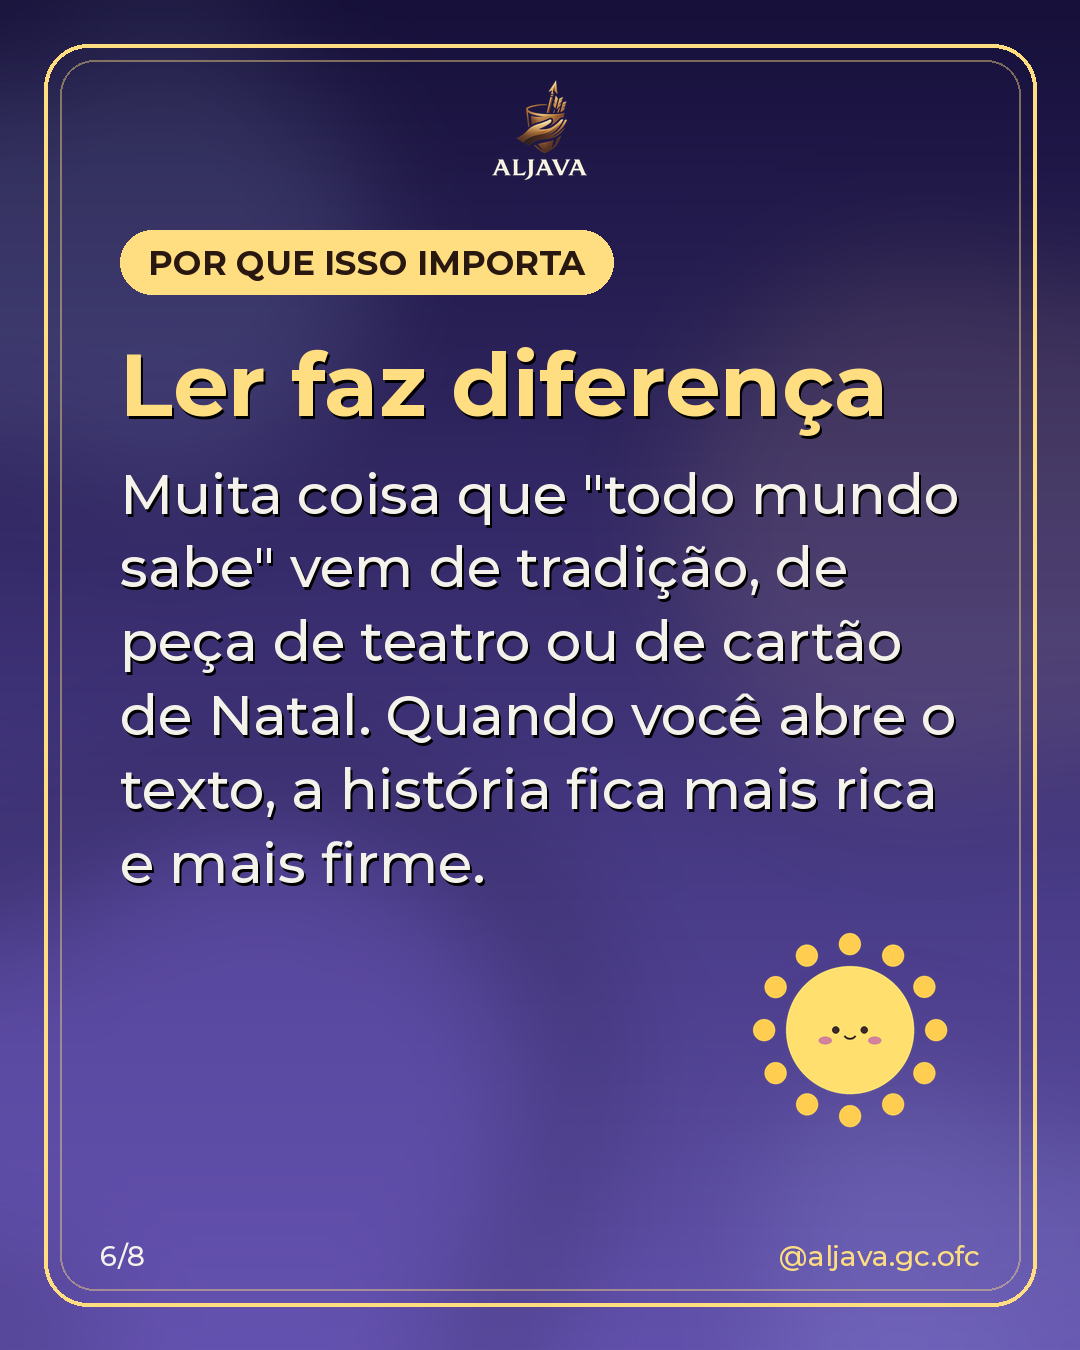 ALJAVA
POR QUE ISSO IMPORTA
Ler faz diferença
Muita coisa que "todo mundo
sabe" vem de tradição, de
peça de teatro ou de cartão
de Natal. Quando você abre o
texto, a história fica mais rica
e mais firme.
6/8
@aljava.gc.ofc